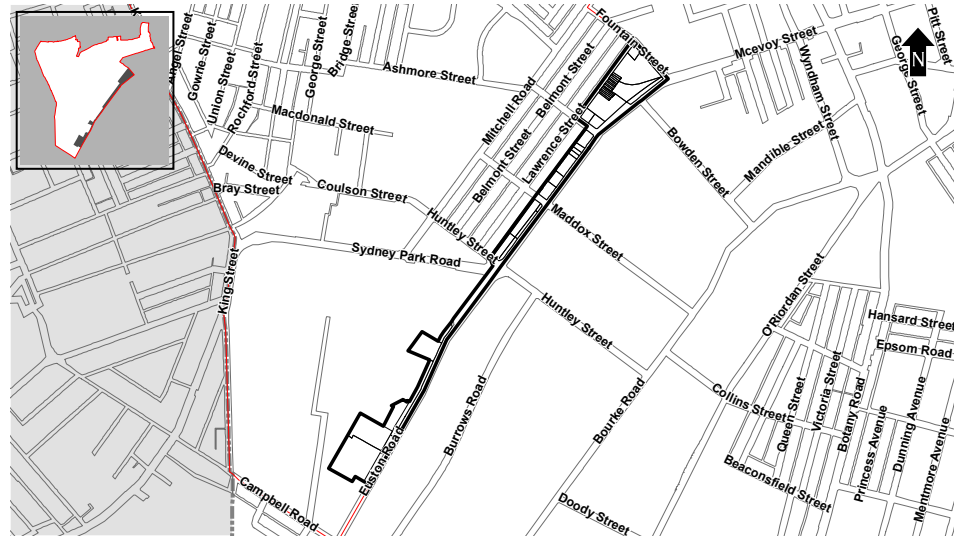 Angel Street
Gowrie Street
Union Street
Rochford Street
George Street
Bridge Street
Ashmore Street
Macdonald Street
Mitchell Road
Belmont Street
Belmont Street
Lawrence Street
Fountain Street
Mcevoy Street
Wyndham Street
George Street
Pitt Street
N
Bowden Street
Mandible Street
Devine Street
Bray Street
Coulson Street
Huntley Street
Maddox Street
Sydney Park Road
King Street
Huntley Street
O'Riordan Street
Hansard Street
Epsom Road
Collins Street
Queen Street
Victoria Street
Botany Road
Princess Avenue
Dunning Avenue
Mentmore Avenue
Beaconsfield Street
Burrows Road
Bourke Road
Euston Road
Campbell Road
Doody Street